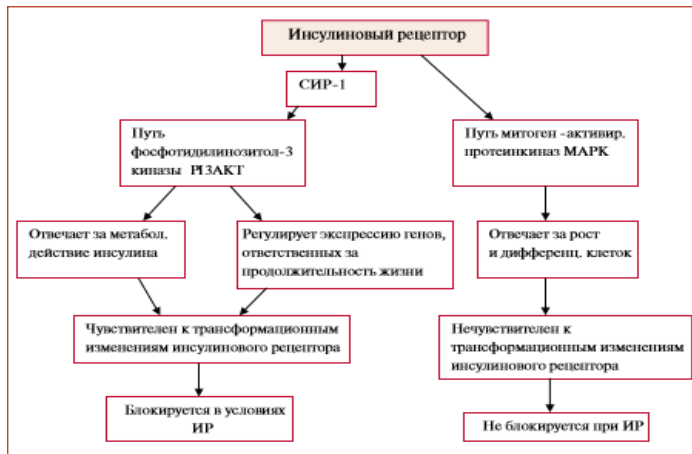 Инсулиновый рецептор
СИР-1
Путь
фосфотидилинозитол-3
киназы PI3АКТ
Путь митоген -активир.
протеинкиназ МАРК
Отвечает за метабол.
действие инсулина
Регулирует экспрессию генов,
ответственных за
продолжительность жизни
Отвечает за рост
и дифференц. клеток
Чувствителен к трансформационным
изменениям инсулинового рецептора
Нечувствителен к
трансформационным изменениям
инсулинового рецептора
Блокируется в условиях
ИР
Не блокируется при ИР